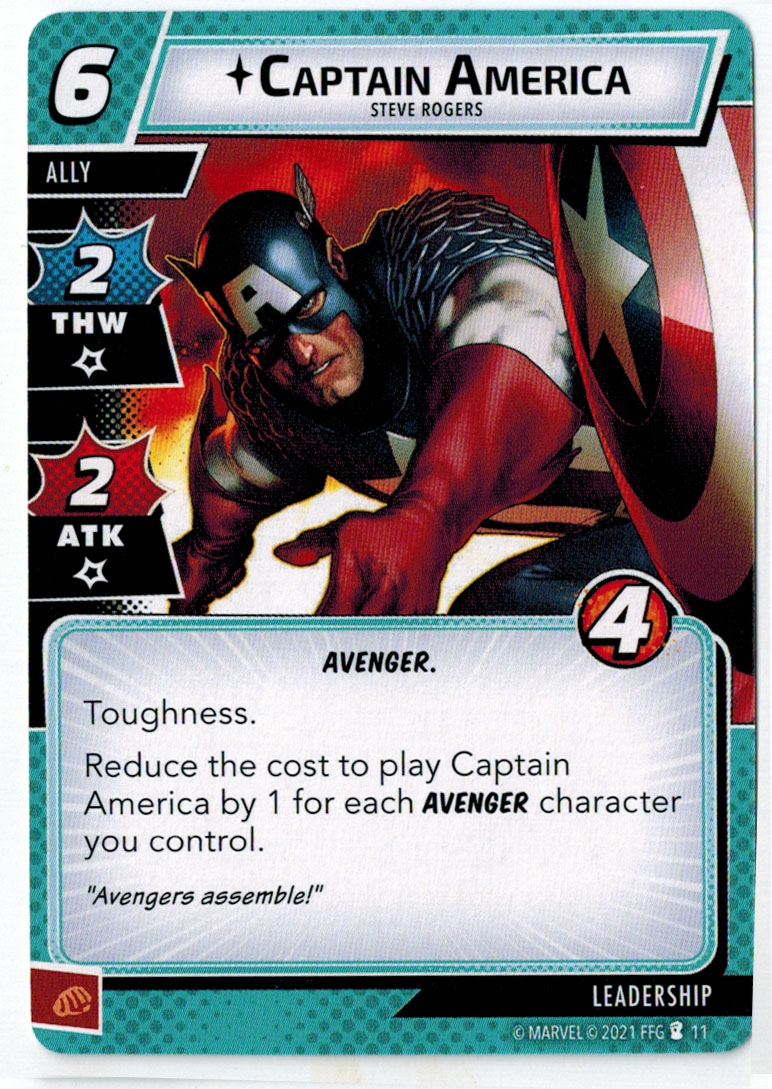 6
CAPTAIN AMERICA
STEVE ROGERS
ALLY
2
THW
A
2
ATK
4
AVENGER.
Toughness.
Reduce the cost to play Captain
America by 1 for each AVENGER character
you control.
"Avengers assemble!"
LEADERSHIP
© MARVEL © 2021 FFG 11